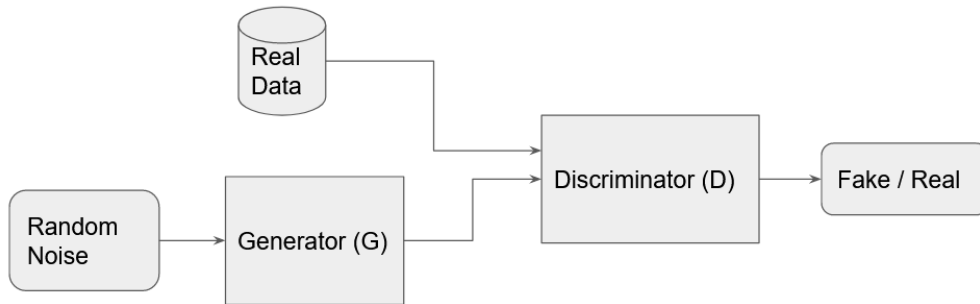 Real
Data
Random
Noise
Generator (G)
Discriminator (D)
Fake / Real